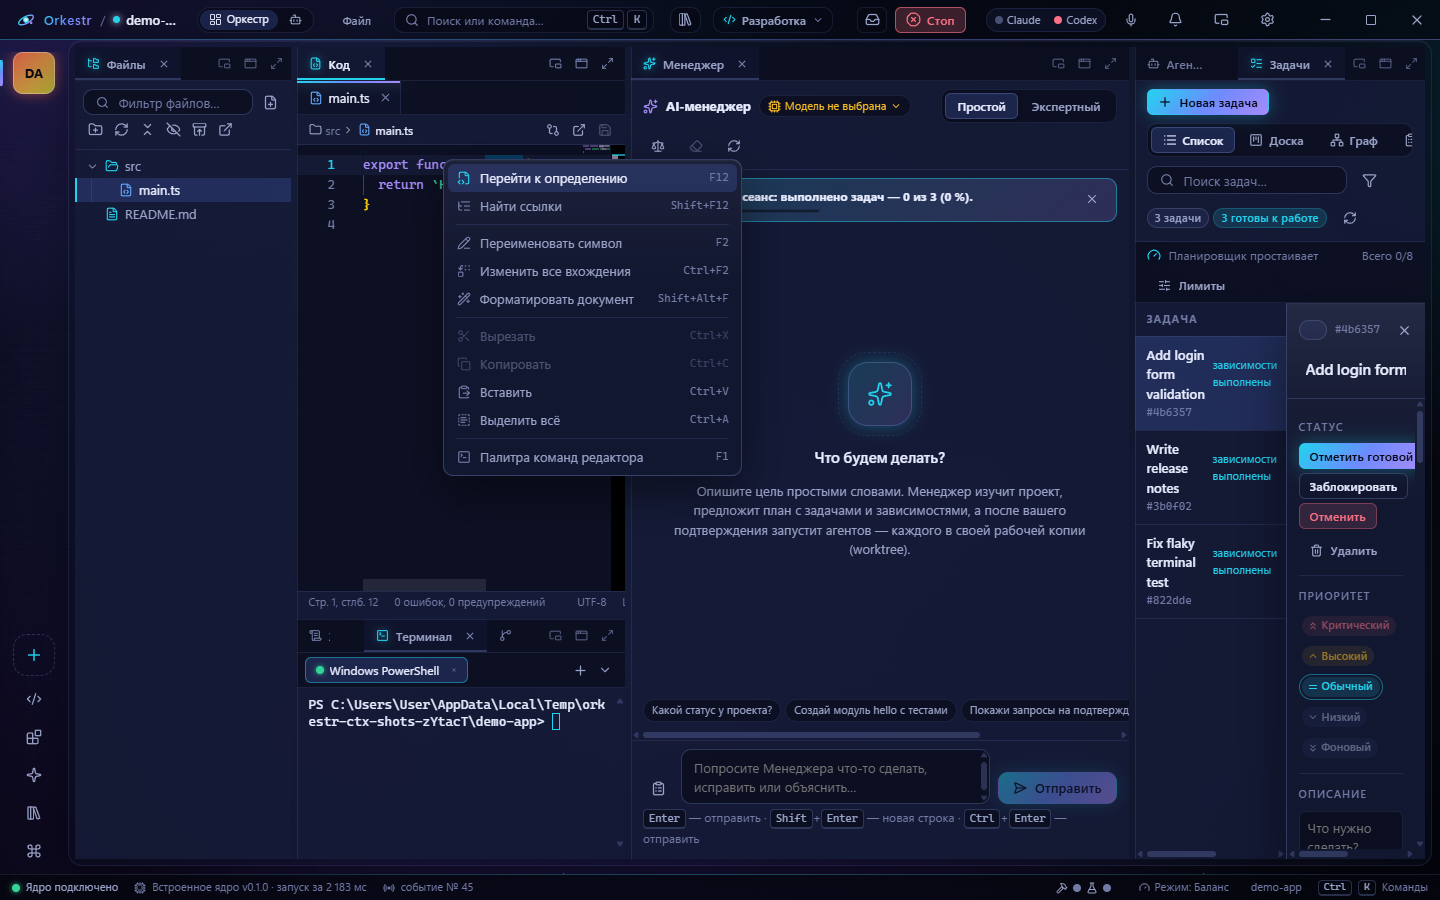 Orkestr / demo-...
Оркестр
Файл
Поиск или команда... Ctrl K
Разработка
Стоп
Claude Codex
DA
Файлы
Фильтр файлов...
src
main.ts
README.md
Код
main.ts
src > main.ts
1 export func
2 return `
3 }
4
Перейти к определению F12
Найти ссылки Shift+F12
Переименовать символ F2
Изменить все вхождения Ctrl+F2
Форматировать документ Shift+Alt+F
Вырезать Ctrl+X
Копировать Ctrl+C
Вставить Ctrl+V
Выделить всё Ctrl+A
Палитра команд редактора F1
Стр. 1, стлб. 12 0 ошибок, 0 предупреждений UTF-8
Терминал
Windows PowerShell
PS C:\Users\User\AppData\Local\Temp\ork
estr-ctx-shots-zYtacT\demo-app>
Менеджер
AI-менеджер
Модель не выбрана
Простой Экспертный
сеанс: выполнено задач — 0 из 3 (0 %).
Что будем делать?
Опишите цель простыми словами. Менеджер изучит проект,
предложит план с задачами и зависимостями, а после вашего
подтверждения запустит агентов — каждого в своей рабочей копии
(worktree).
Какой статус у проекта?
Создай модуль hello с тестами
Покажи запросы на подтвержд
Попросите Менеджера что-то сделать,
исправить или объяснить...
Отправить
Enter — отправить · Shift + Enter — новая строка · Ctrl + Enter —
отправить
Аген...
Задачи
Новая задача
Список Доска Граф
Поиск задач...
3 задачи 3 готовы к работе
Планировщик простаивает Всего 0/8
Лимиты
ЗАДАЧА
Add login
form
validation
#4b6357
зависимости
выполнены
Write
release
notes
#3b0f02
зависимости
выполнены
Fix flaky
terminal
test
#822dde
зависимости
выполнены
#4b6357
Add login form
СТАТУС
Отметить готовой
Заблокировать
Отменить
Удалить
ПРИОРИТЕТ
Критический
Высокий
Обычный
Низкий
Фоновый
ОПИСАНИЕ
Что нужно
сделать?
Ядро подключено
Встроенное ядро v0.1.0 · запуск за 2 183 мс
событие № 45
Режим: Баланс
demo-app
Ctrl K Команды